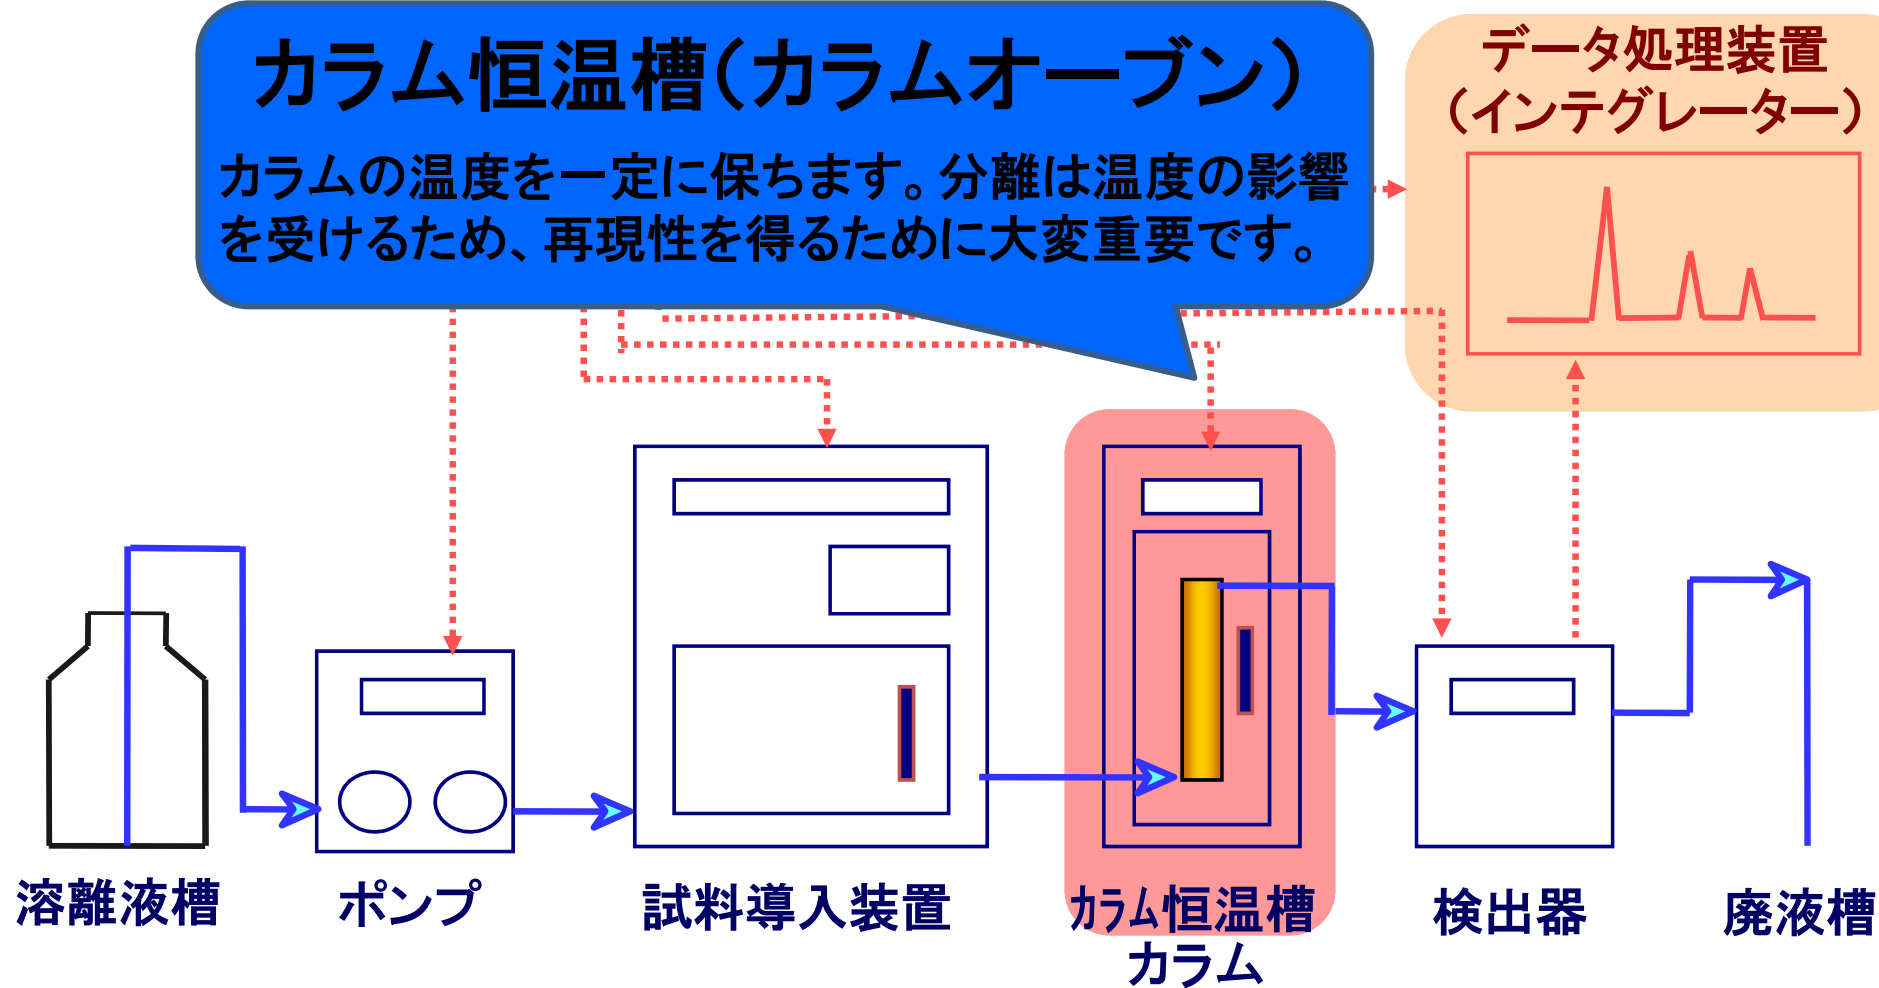 カラム恒温槽（カラムオーブン）
カラムの温度を一定に保ちます。分離は温度の影響
を受けるため、再現性を得るために大変重要です。
データ処理装置
（インテグレーター）
溶離液槽
ポンプ
試料導入装置
カラム恒温槽
カラム
検出器
廃液槽